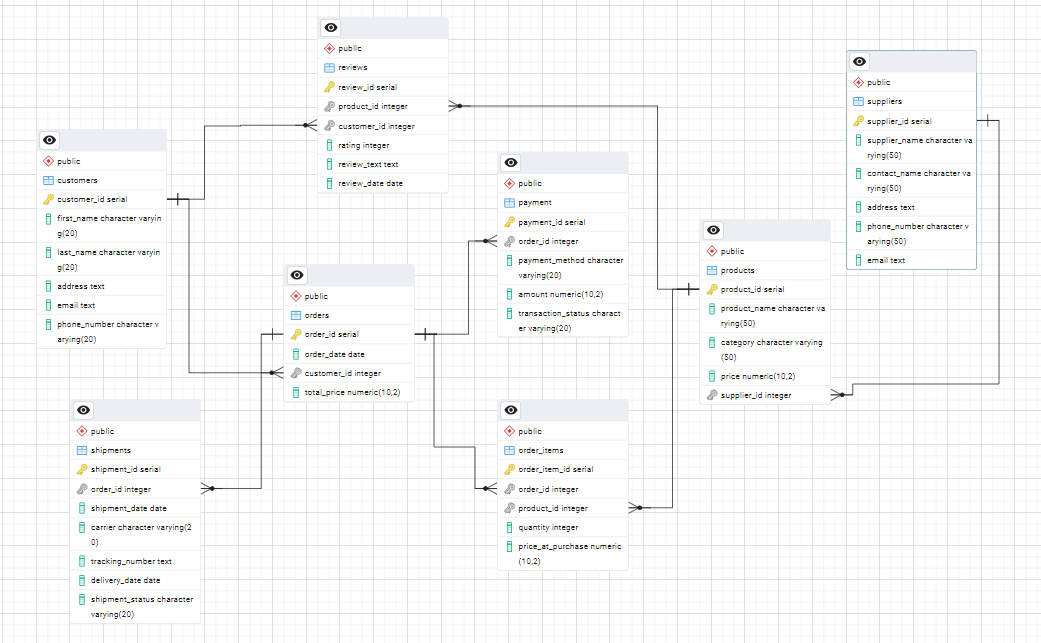 public
reviews
review_id serial
product_id integer
customer_id integer
rating integer
review_text text
review_date date
public
suppliers
supplier_id serial
supplier_name character va
rying(50)
contact_name character va
rying(50)
address text
phone_number character v
arying(50)
email text
public
customers
customer_id serial
first_name character varyin
g(20)
last_name character varyin
g(20)
address text
email text
phone_number character v
arying(20)
public
payment
payment_id serial
order_id integer
payment_method character
varying(20)
amount numeric(10,2)
transaction_status charact
er varying(20)
public
products
product_id serial
product_name character va
rying(50)
category character varying
(50)
price numeric(10,2)
supplier_id integer
public
orders
order_id serial
order_date date
customer_id integer
total_price numeric(10,2)
public
shipments
shipment_id serial
order_id integer
shipment_date date
carrier character varying(2
0)
tracking_number text
delivery_date date
shipment_status character
varying(20)
public
order_items
order_item_id serial
order_id integer
product_id integer
quantity integer
price_at_purchase numeric
(10,2)